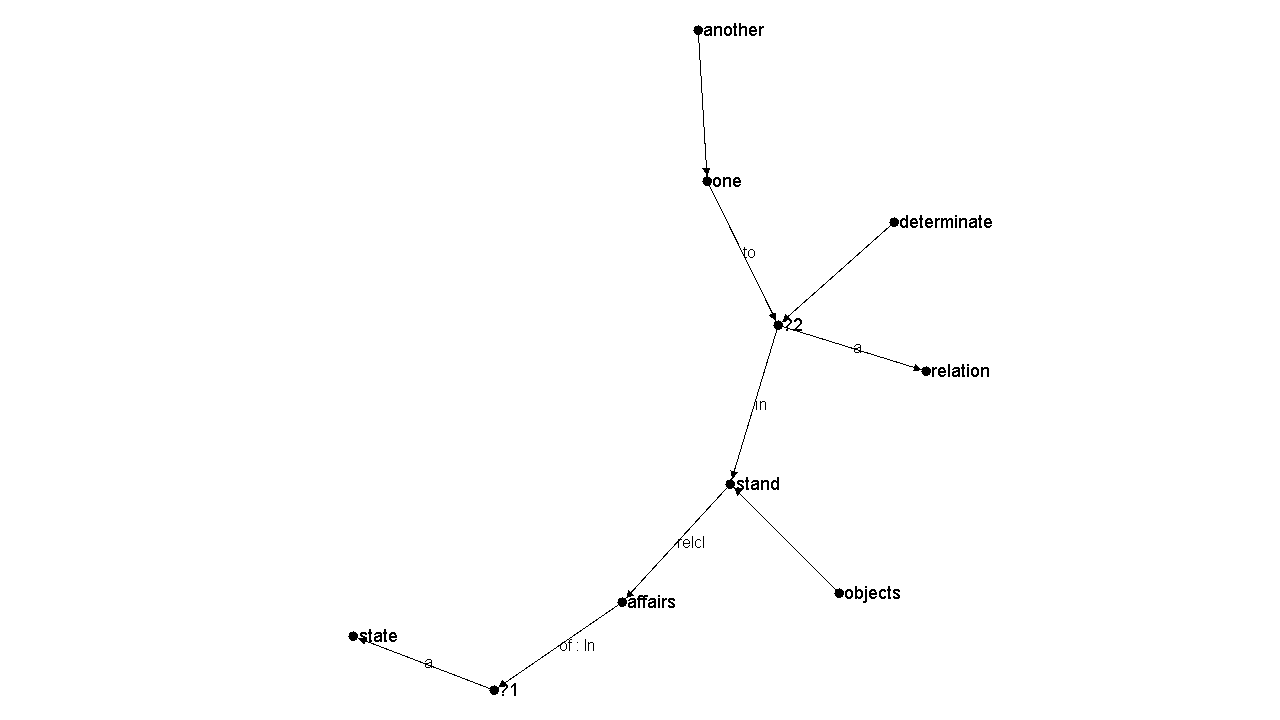 another
one
determinate
to
?2
a
relation
in
stand
relcl
objects
affairs
state
of : In
a
?1